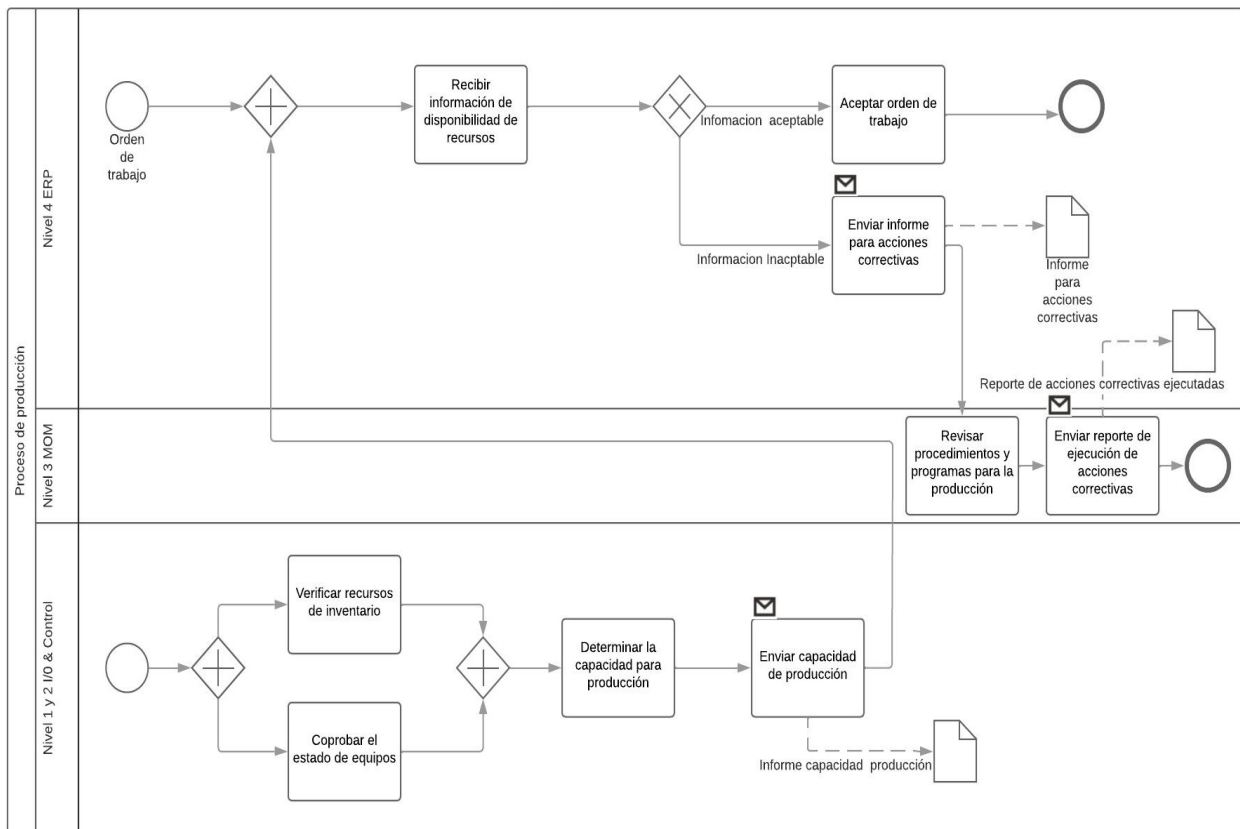 Proceso de producción
Nivel 4 ERP
Orden
de
trabajo
Recibir
información de
disponibilidad de
recursos
Infomacion aceptable
Aceptar orden de
trabajo
Informacion Inacptable
Enviar informe
para acciones
correctivas
Informe
para
acciones
correctivas
Reporte de acciones correctivas ejecutadas
Nivel 3 MOM
Revisar
procedimientos y
programas para la
producción
Enviar reporte de
ejecución de
acciones
correctivas
Nivel 1 y 2 I/0 & Control
Verificar recursos
de inventario
Coprobar el
estado de equipos
Determinar la
capacidad para
producción
Enviar capacidad
de producción
Informe capacidad producción